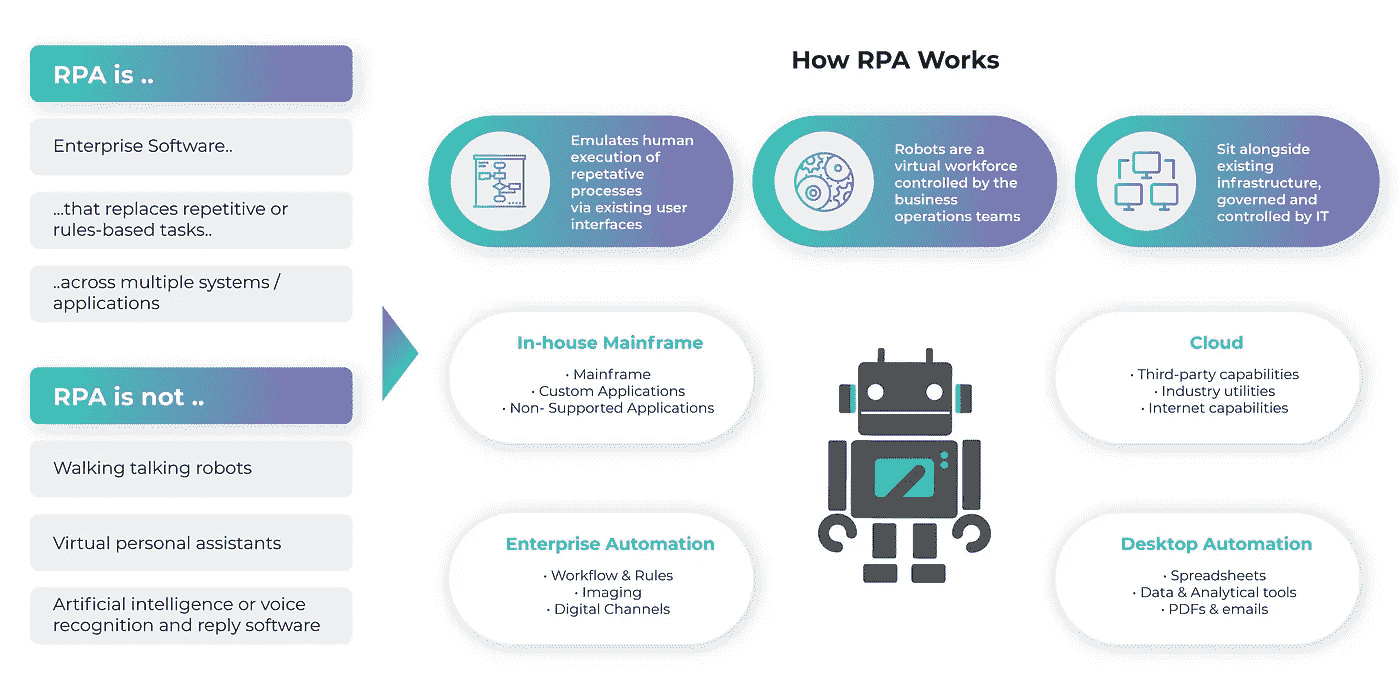 RPA is ..
Enterprise Software..
...that replaces repetitive or
rules-based tasks..
..across multiple systems /
applications
RPA is not ..
Walking talking robots
Virtual personal assistants
Artificial intelligence or voice
recognition and reply software
How RPA Works
Emulates human
execution of
repetative
processes
via existing user
interfaces
Robots are a
virtual workforce
controlled by the
business
operations teams
Sit alongside
existing
infrastructure,
governed and
controlled by IT
In-house Mainframe
· Mainframe
· Custom Applications
· Non- Supported Applications
Cloud
· Third-party capabilities
· Industry utilities
· Internet capabilities
Enterprise Automation
· Workflow & Rules
· Imaging
· Digital Channels
Desktop Automation
· Spreadsheets
· Data & Analytical tools
· PDFs & emails